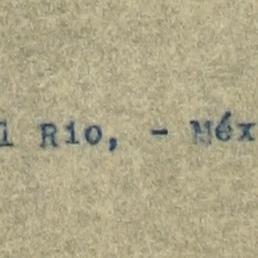 l Rio, - Méx